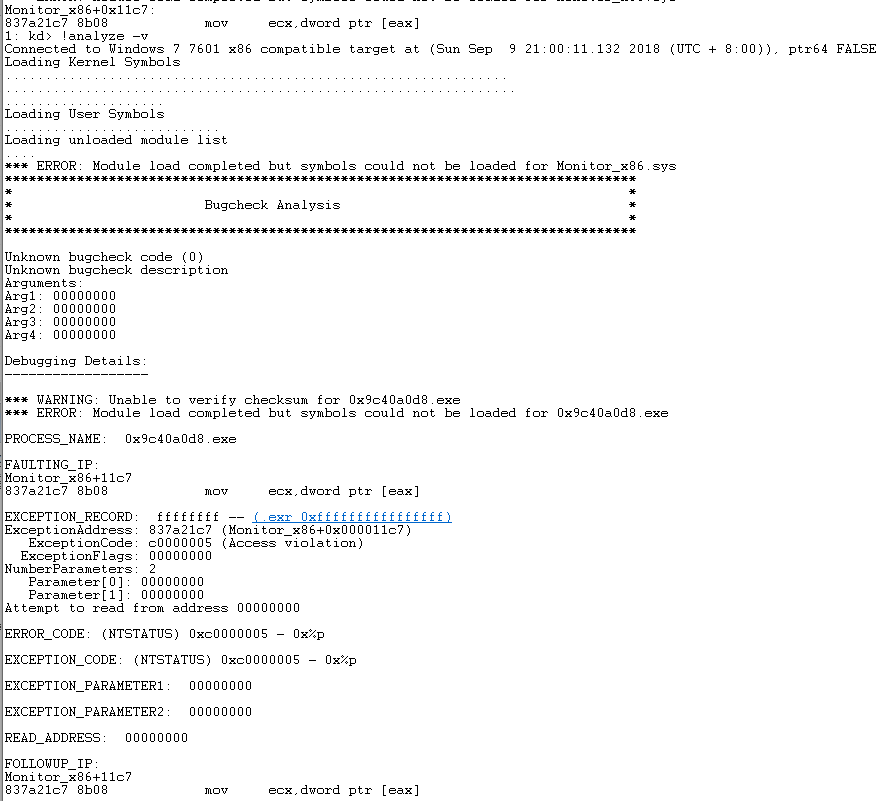 Monitor_x86+0x11c7:
837a21c7 8b08            mov     ecx,dword ptr [eax]
1: kd> !analyze -v
Connected to Windows 7 7601 x86 compatible target at (Sun Sep  9 21:00:11.132 2018 (UTC + 8:00)), ptr64 FALSE
Loading Kernel Symbols
...............................................................
................................................................
....................
Loading User Symbols
...........................
Loading unloaded module list
....
*** ERROR: Module load completed but symbols could not be loaded for Monitor_x86.sys
*******************************************************************************
*                                                                             *
*                        Bugcheck Analysis                                    *
*                                                                             *
*******************************************************************************
Unknown bugcheck code (0)
Unknown bugcheck description
Arguments:
Arg1: 00000000
Arg2: 00000000
Arg3: 00000000
Arg4: 00000000
Debugging Details:
------------------
*** WARNING: Unable to verify checksum for 0x9c40a0d8.exe
*** ERROR: Module load completed but symbols could not be loaded for 0x9c40a0d8.exe
PROCESS_NAME:  0x9c40a0d8.exe
FAULTING_IP:
Monitor_x86+11c7
837a21c7 8b08            mov     ecx,dword ptr [eax]
EXCEPTION_RECORD:  ffffffff -- (.exr 0xffffffffffffffff)
ExceptionAddress: 837a21c7 (Monitor_x86+0x000011c7)
   ExceptionCode: c0000005 (Access violation)
  ExceptionFlags: 00000000
NumberParameters: 2
   Parameter[0]: 00000000
   Parameter[1]: 00000000
Attempt to read from address 00000000
ERROR_CODE: (NTSTATUS) 0xc0000005 - 0x%p
EXCEPTION_CODE: (NTSTATUS) 0xc0000005 - 0x%p
EXCEPTION_PARAMETER1:  00000000
EXCEPTION_PARAMETER2:  00000000
READ_ADDRESS:  00000000
FOLLOWUP_IP:
Monitor_x86+11c7
837a21c7 8b08            mov     ecx,dword ptr [eax]